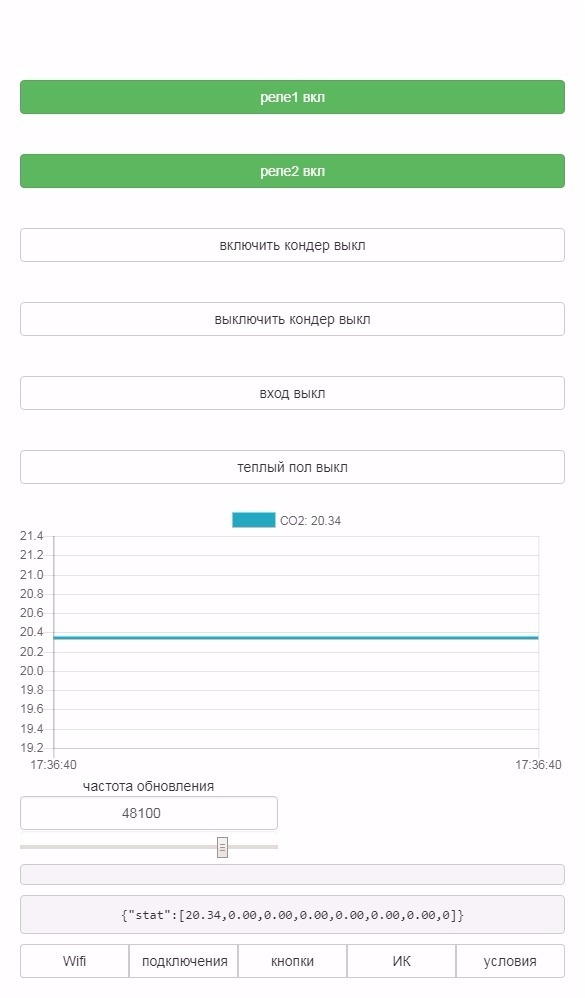 реле1 вкл
реле2 вкл
включить кондер выкл
выключить кондер выкл
вход выкл
теплый пол выкл
CO2: 20.34
21.4
21.2
21.0
20.8
20.6
20.4
20.2
20.0
19.8
19.6
19.4
19.2
17:36:40 17:36:40
частота обновления
48100
{"stat":[20.34,0.00,0.00,0.00,0.00,0.00,0.00,0]}
Wifi подключения кнопки ИК условия